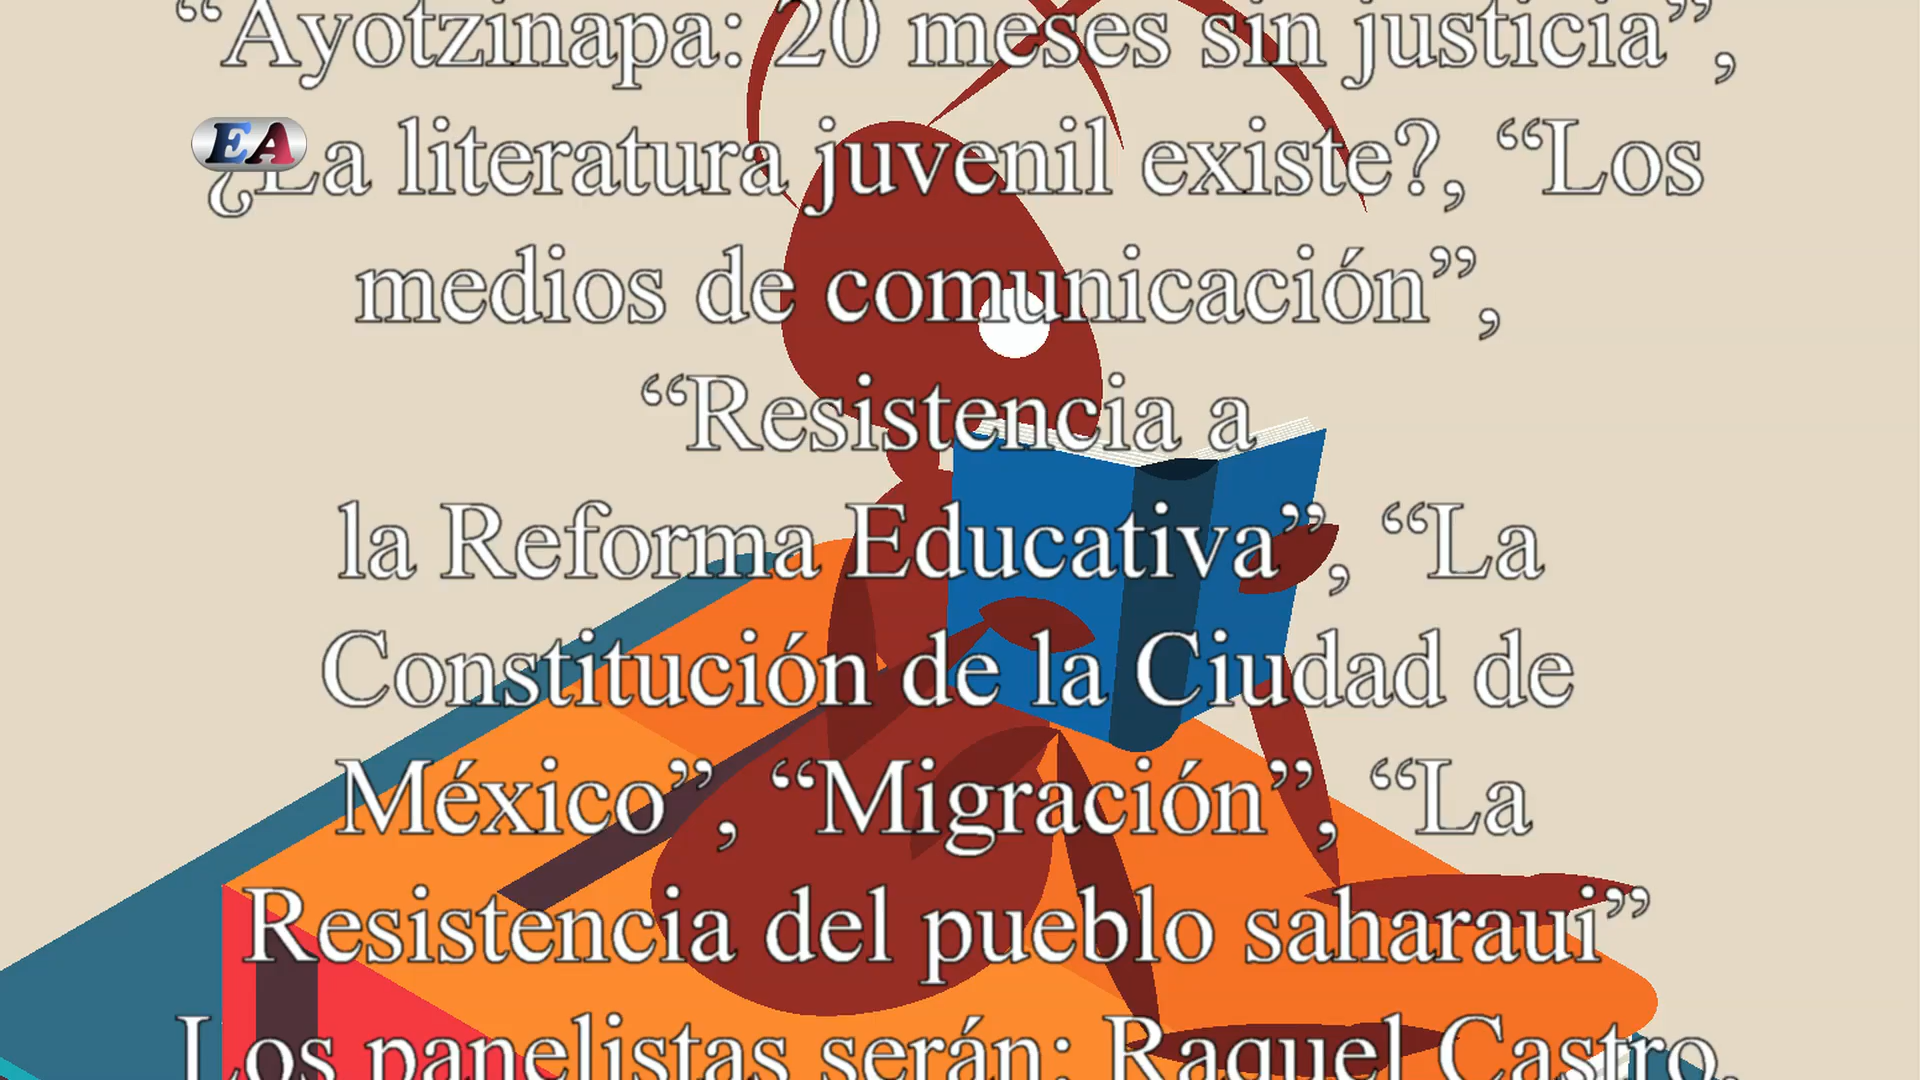 “Ayotzinapa: 20 meses sin justicia”,
EA
¿La literatura juvenil existe?, “Los
medios de comunicación”,
“Resistencia a
la Reforma Educativa”, “La
Constitución de la Ciudad de
México”, “Migración”, “La
Resistencia del pueblo saharaui”
Los panelistas serán: Raquel Castro,